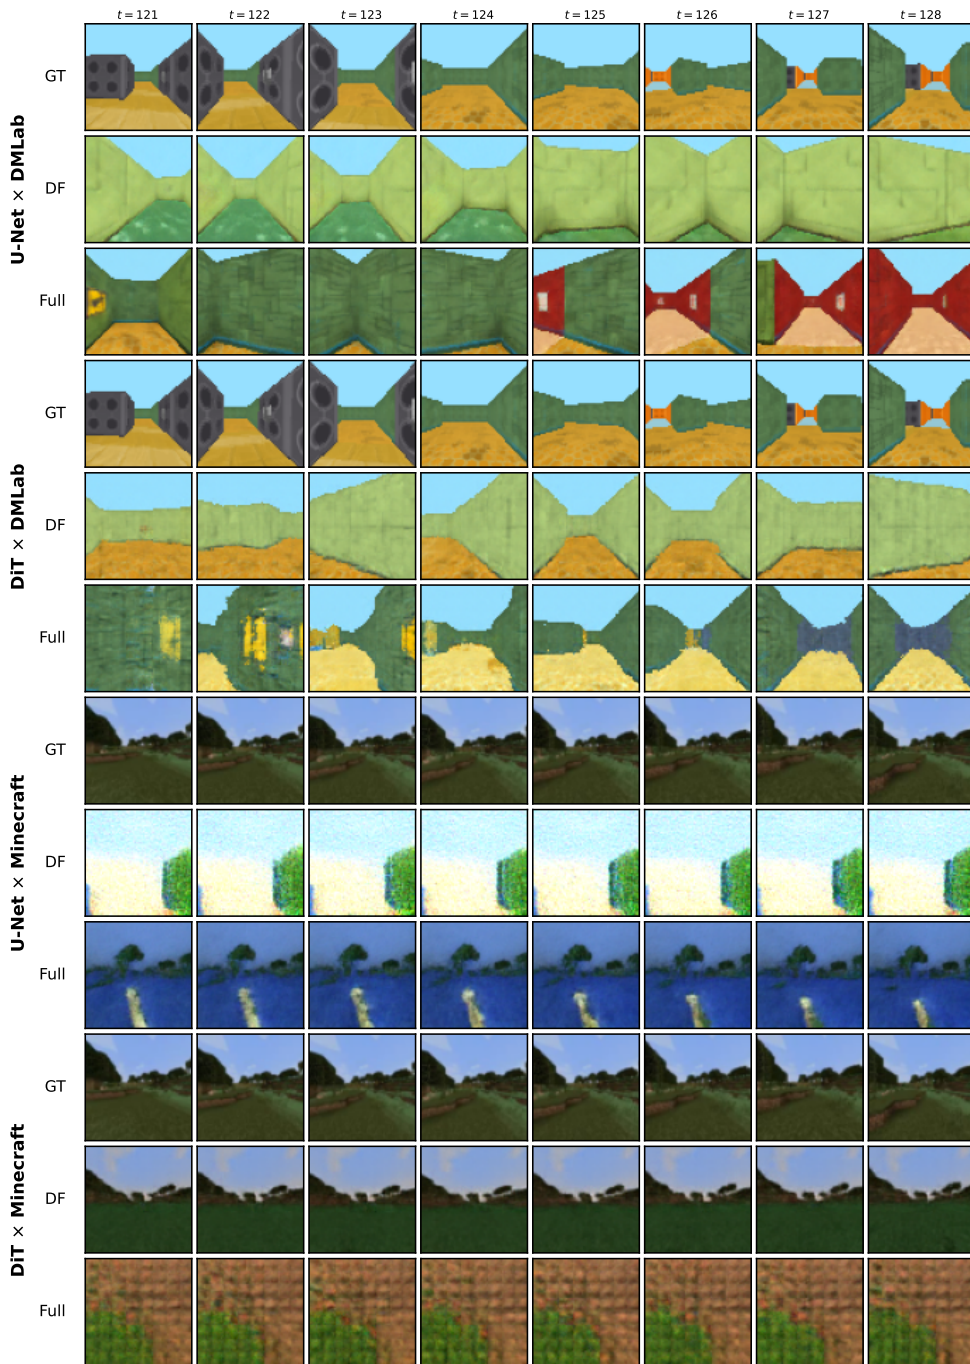 t = 121 t = 122 t = 123 t = 124 t = 125 t = 126 t = 127 t = 128
U-Net × DMLab
GT
DF
Full
DiT × DMLab
GT
DF
Full
U-Net × Minecraft
GT
DF
Full
DiT × Minecraft
GT
DF
Full